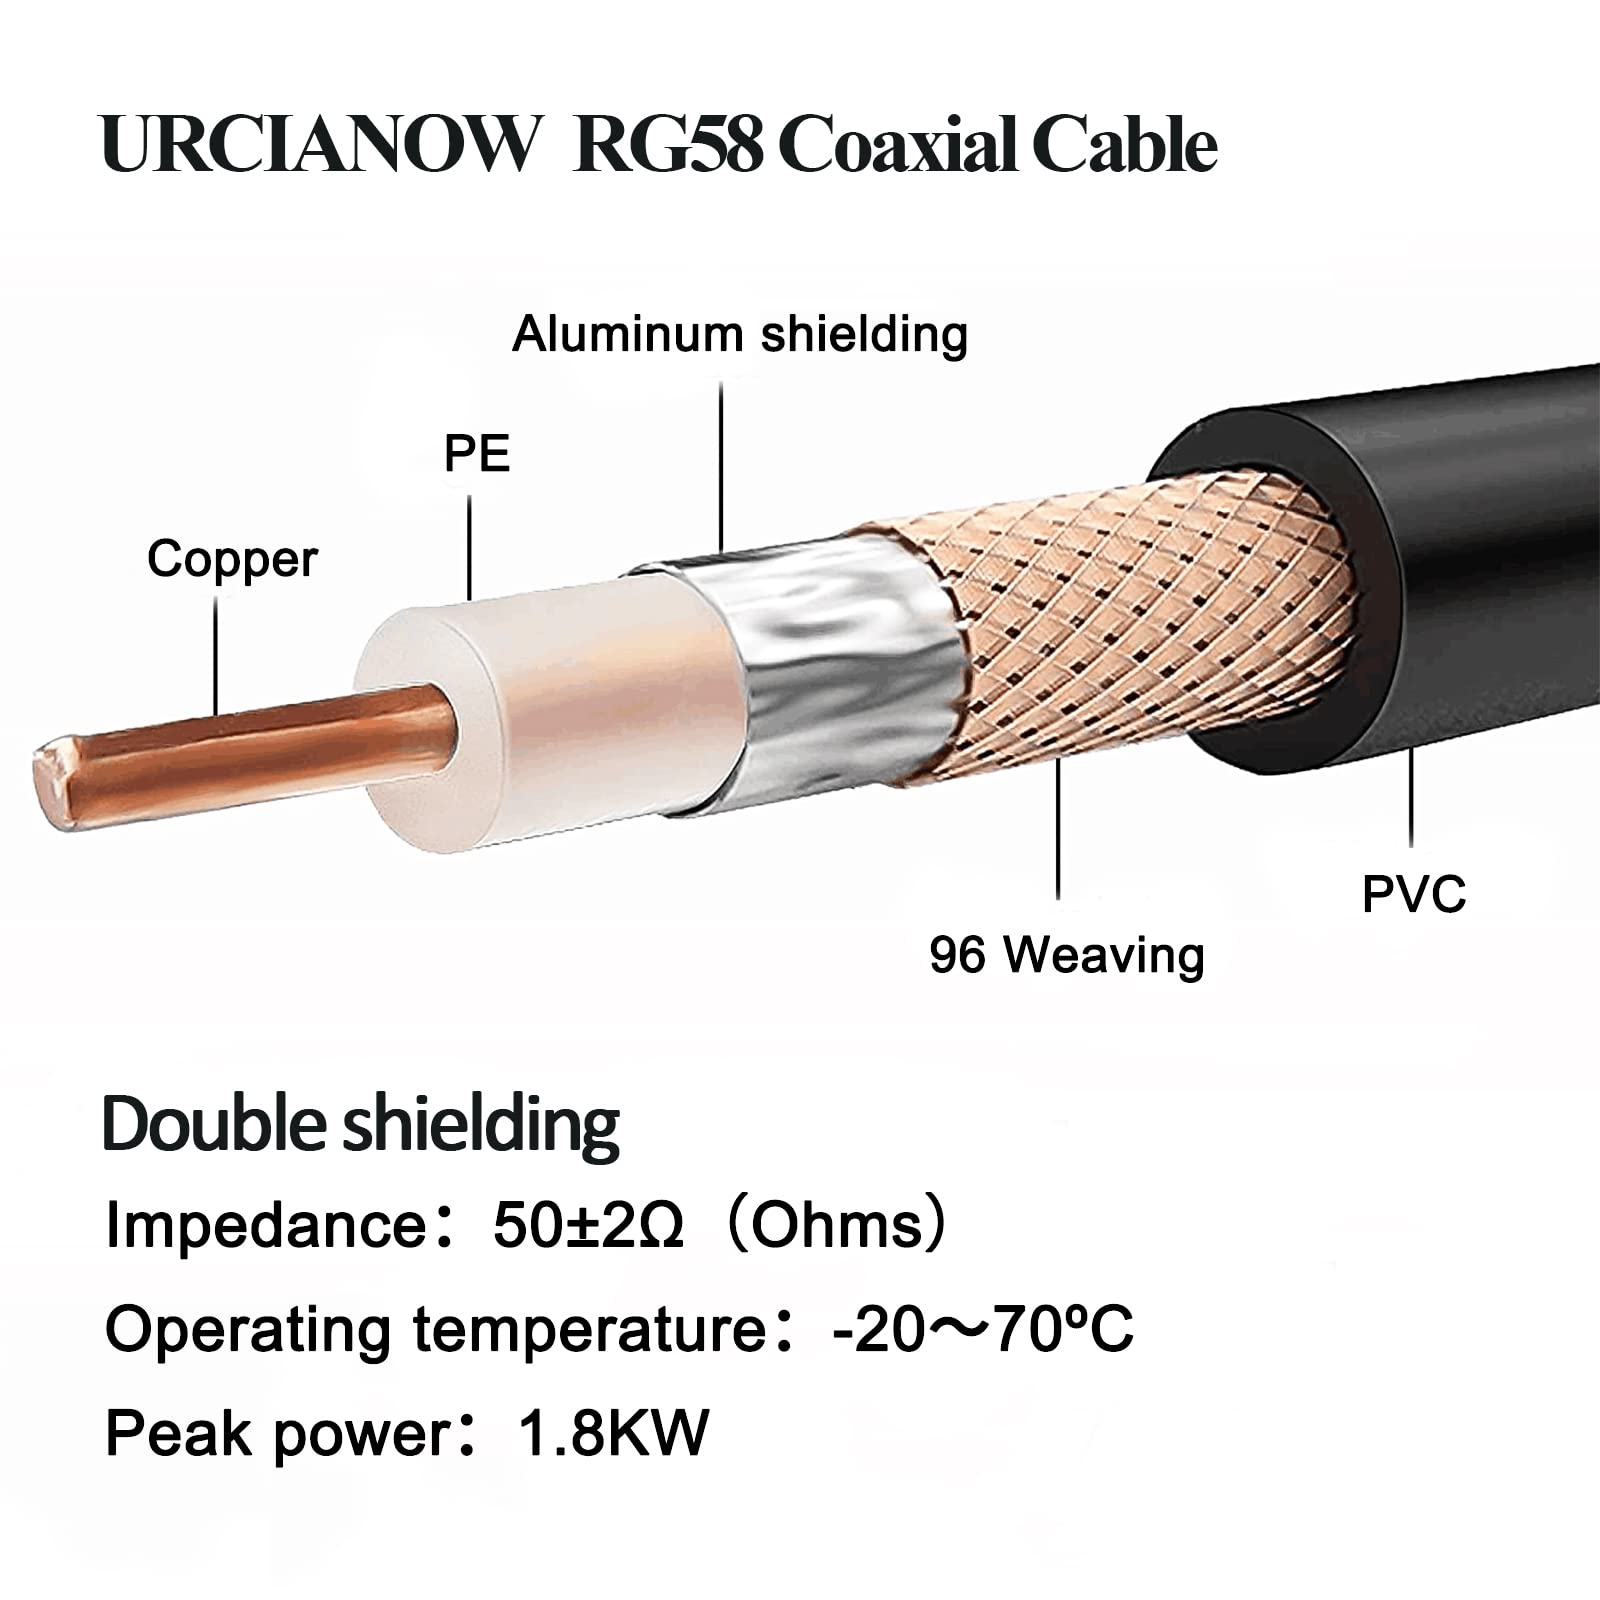 URCIANOW RG58 Coaxial Cable
Aluminum shielding
PE
Copper
PVC
96 Weaving
Double shielding
Impedance：50±2Ω（Ohms）
Operating temperature：-20～70ºC
Peak power：1.8KW